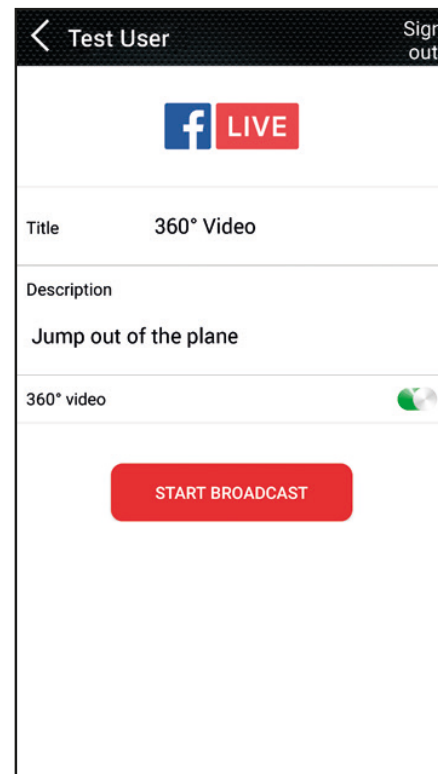 Test User
Sign
out
f LIVE
Title 360° Video
Description
Jump out of the plane
360° video
START BROADCAST